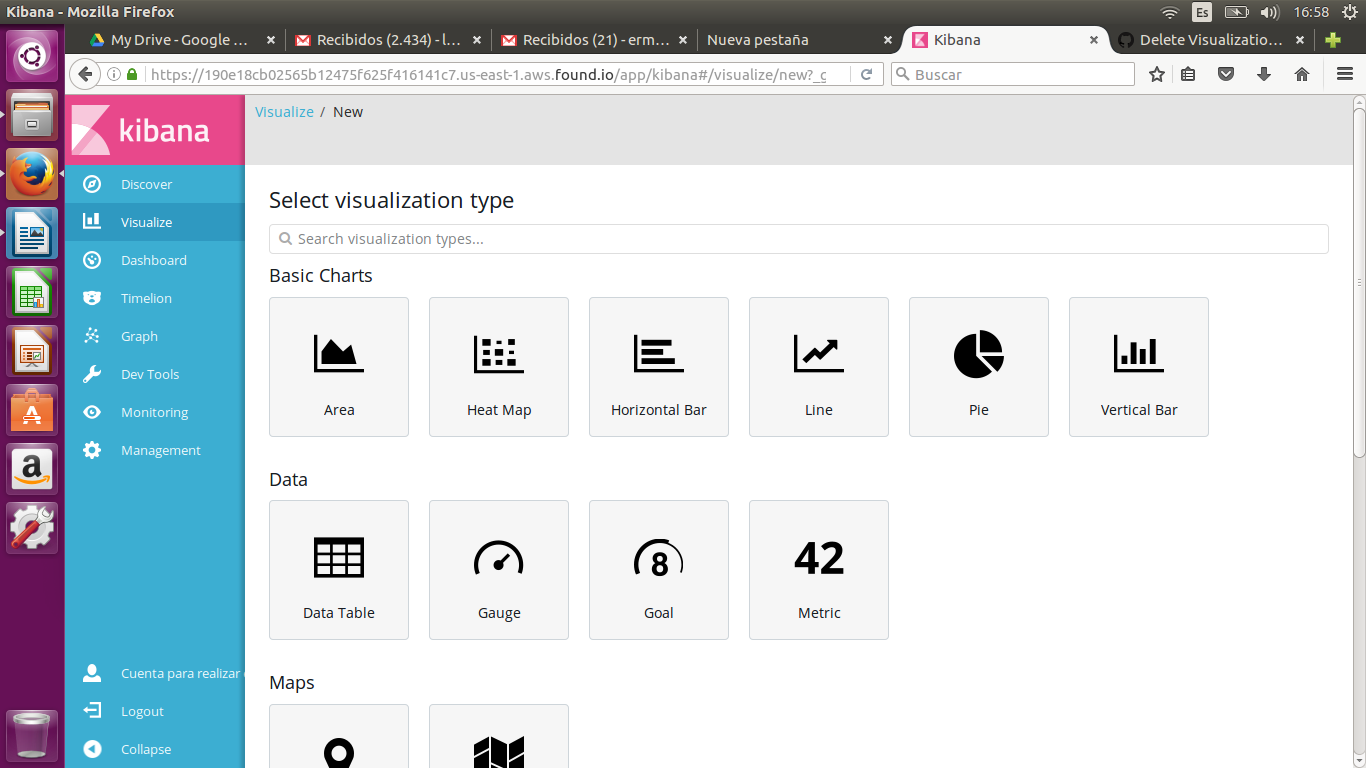 Kibana - Mozilla Firefox
Es
16:58
My Drive - Google ...
Recibidos (2.434) - l...
Recibidos (21) - erm...
Nueva pestaña
Kibana
Delete Visualizatio...
https://190e18cb02565b12475f625f416141c7.us-east-1.aws.found.io/app/kibana#/visualize/new?_g
Buscar
kibana
Visualize / New
Discover
Visualize
Dashboard
Timelion
Graph
Dev Tools
Monitoring
Management
Cuenta para realizar
Logout
Collapse
Select visualization type
Search visualization types...
Basic Charts
Area
Heat Map
Horizontal Bar
Line
Pie
Vertical Bar
Data
Data Table
Gauge
8
Goal
42
Metric
Maps
a